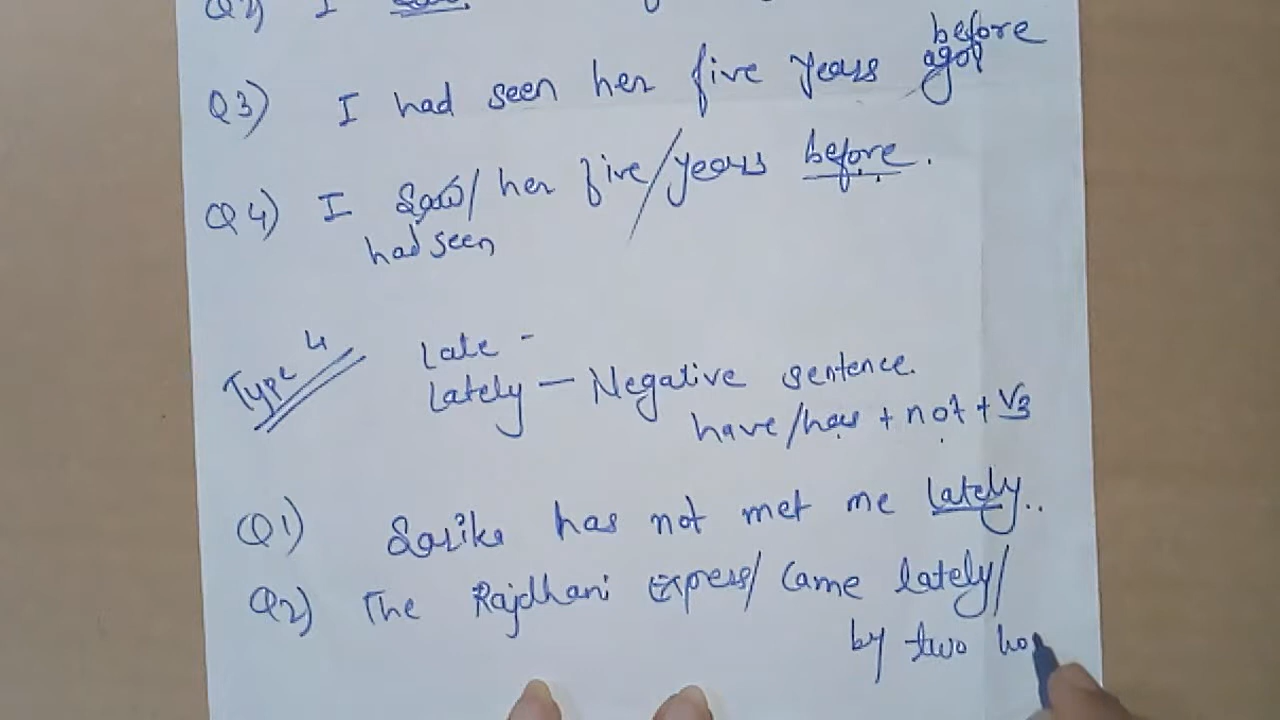 Q2) I
before
Q3) I had seen her five years ago
Q4) I saw/ her five/years before.
had seen
Type 4 Late -
Lately - Negative sentence.
have/has + not + V3
Q1) Sarika has not met me lately..
Q2) The Rajdhani Express/ came lately/
by two ho